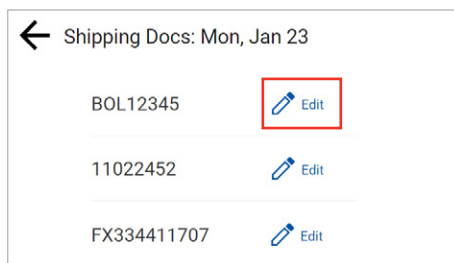 Shipping Docs: Mon, Jan 23
BOL12345 Edit
11022452 Edit
FX334411707 Edit